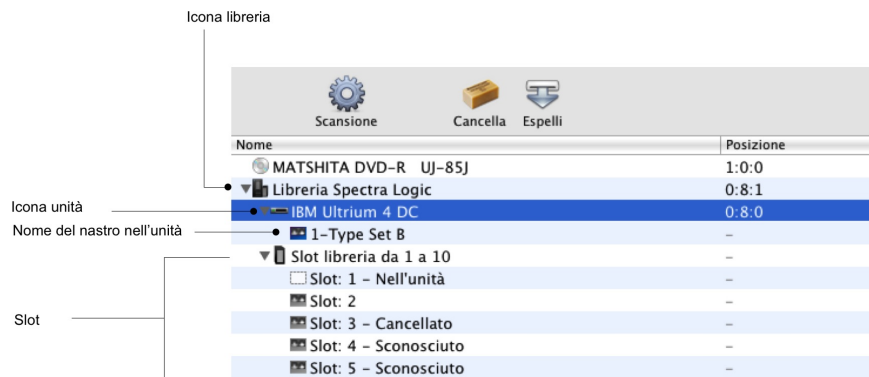 Icona libreria
Scansione Cancella Espelli
Nome Posizione
MATSHITA DVD-R UJ-85J 1:0:0
Libreria Spectra Logic 0:8:1
Icona unità IBM Ultrium 4 DC 0:8:0
Nome del nastro nell'unità 1-Type Set B –
Slot libreria da 1 a 10 –
Slot: 1 – Nell'unità –
Slot: 2 –
Slot Slot: 3 – Cancellato –
Slot: 4 – Sconosciuto –
Slot: 5 – Sconosciuto –